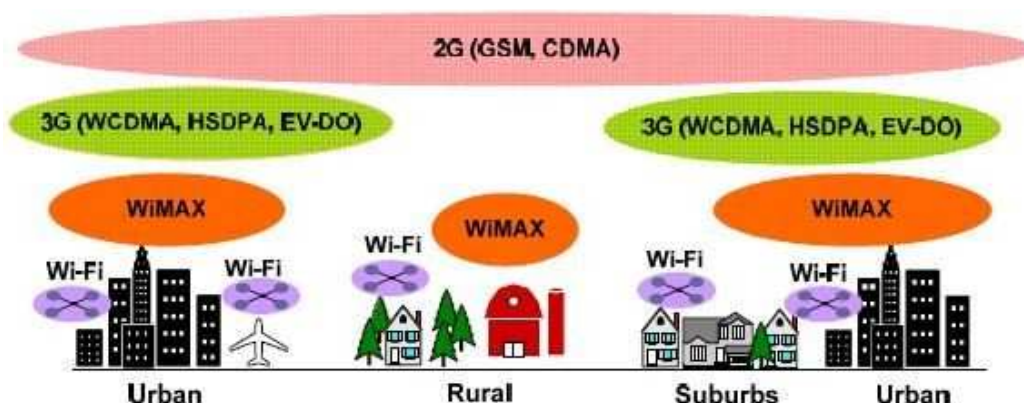 2G (GSM, CDMA)
3G (WCDMA, HSDPA, EV-DO)
3G (WCDMA, HSDPA, EV-DO)
WiMAX
WiMAX
WiMAX
Wi-Fi
Wi-Fi
Wi-Fi
Wi-Fi
Wi-Fi
Urban
Rural
Suburbs
Urban